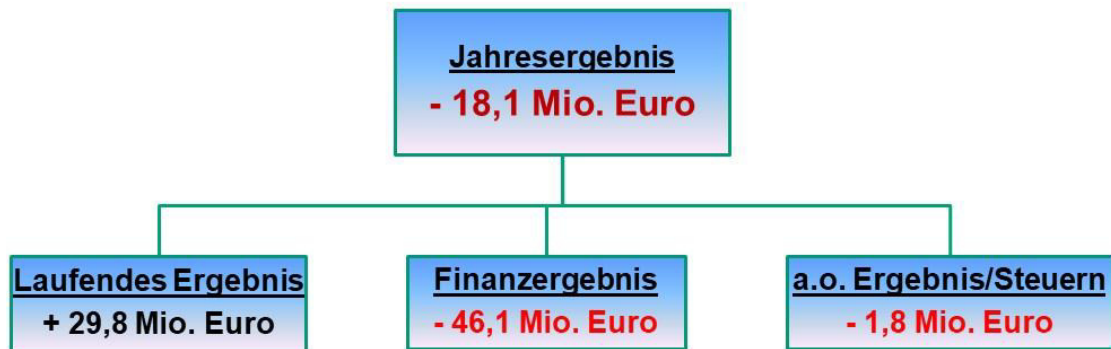 Jahresergebnis
- 18,1 Mio. Euro
Laufendes Ergebnis
+ 29,8 Mio. Euro
Finanzergebnis
- 46,1 Mio. Euro
a.o. Ergebnis/Steuern
- 1,8 Mio. Euro